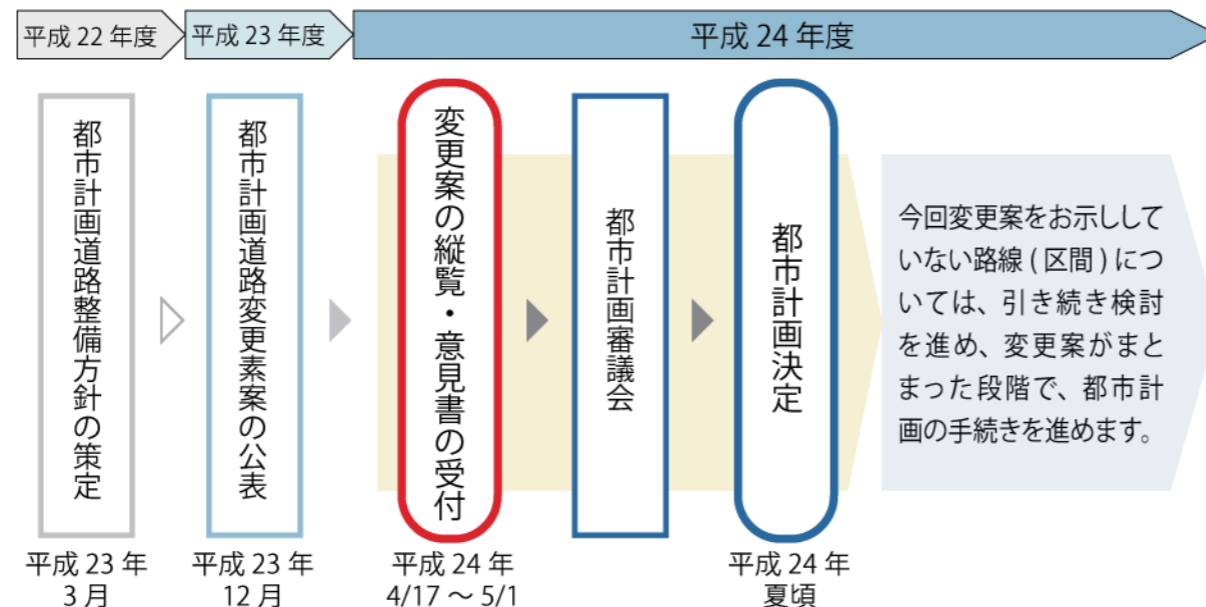 平成 22 年度
平成 23 年度
平成 24 年度
都市計画道路整備方針の策定
都市計画道路変更素案の公表
変更案の縦覧・意見書の受付
都市計画審議会
都市計画決定
今回変更案をお示しして
いない路線 ( 区間 ) につ
いては、引き続き検討
を進め、変更案がまと
まった段階で、都市計
画の手続きを進めます。
平成 23 年
3 月
平成 23 年
12 月
平成 24 年
4/17 ～ 5/1
平成 24 年
夏頃